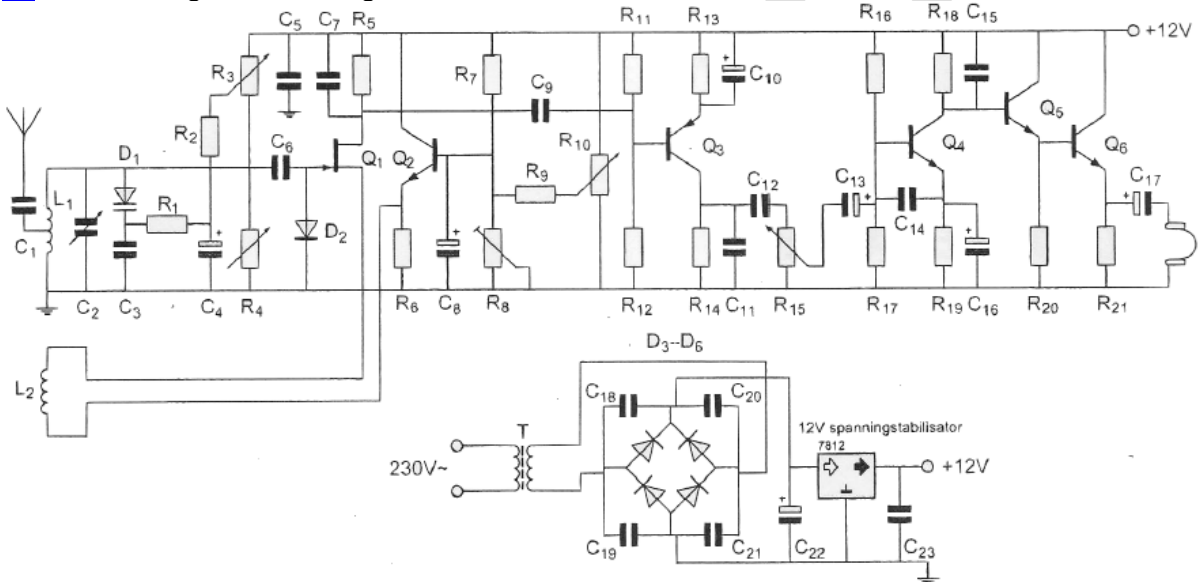 C5 C7 R5 R11 R13 R16 R18 C15 +12V
R3 R7 C9 C10
R2 R10 Q5
D1 C6 Q1 Q2 Q3 Q4 Q6
L1 R1 R9 C12 C13 C17
C1 D2 C14
C2 C3 C4 R4 R6 C8 R8 R12 R14 C11 R15 R17 R19 C16 R20 R21
D3--D6
L2 C18 C20
T 12V spanningstabilisator
7812
230V~ +12V
C19 C21 C22 C23